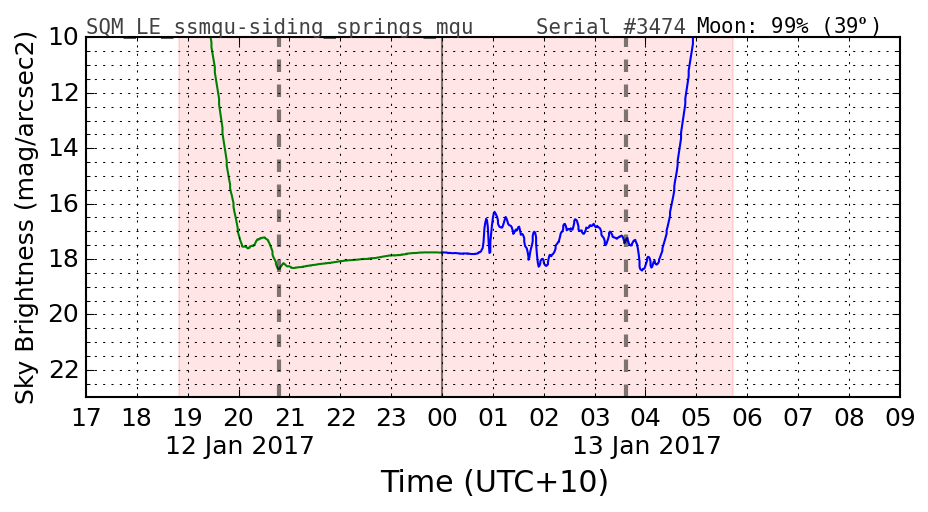 SQM_LE_ssmqu-siding_springs_mqu Serial #3474 Moon: 99% (39°)
Sky Brightness (mag/arcsec2)
10
12
14
16
18
20
22
17 18 19 20 21 22 23 00 01 02 03 04 05 06 07 08 09
12 Jan 2017 13 Jan 2017
Time (UTC+10)